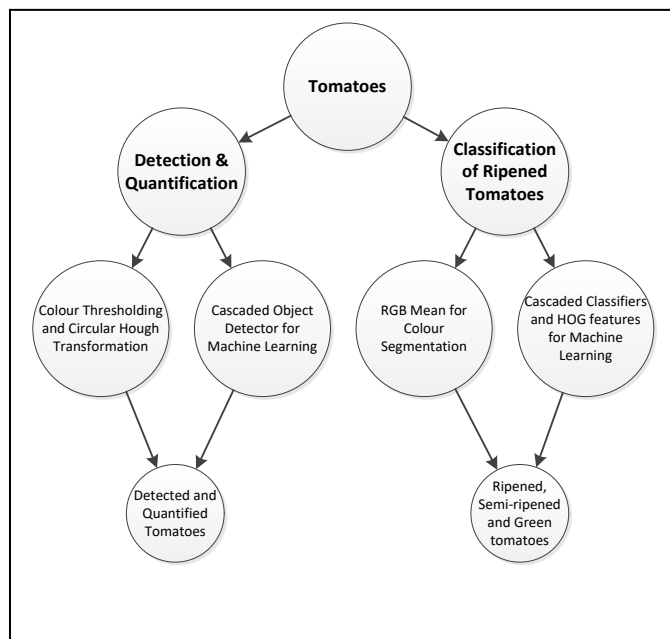 Tomatoes
Detection &
Quantification
Classification
of Ripened
Tomatoes
Colour Thresholding
and Circular Hough
Transformation
Cascaded Object
Detector for
Machine Learning
RGB Mean for
Colour
Segmentation
Cascaded Classifiers
and HOG features
for Machine
Learning
Detected and
Quantified
Tomatoes
Ripened,
Semi-ripened
and Green
tomatoes